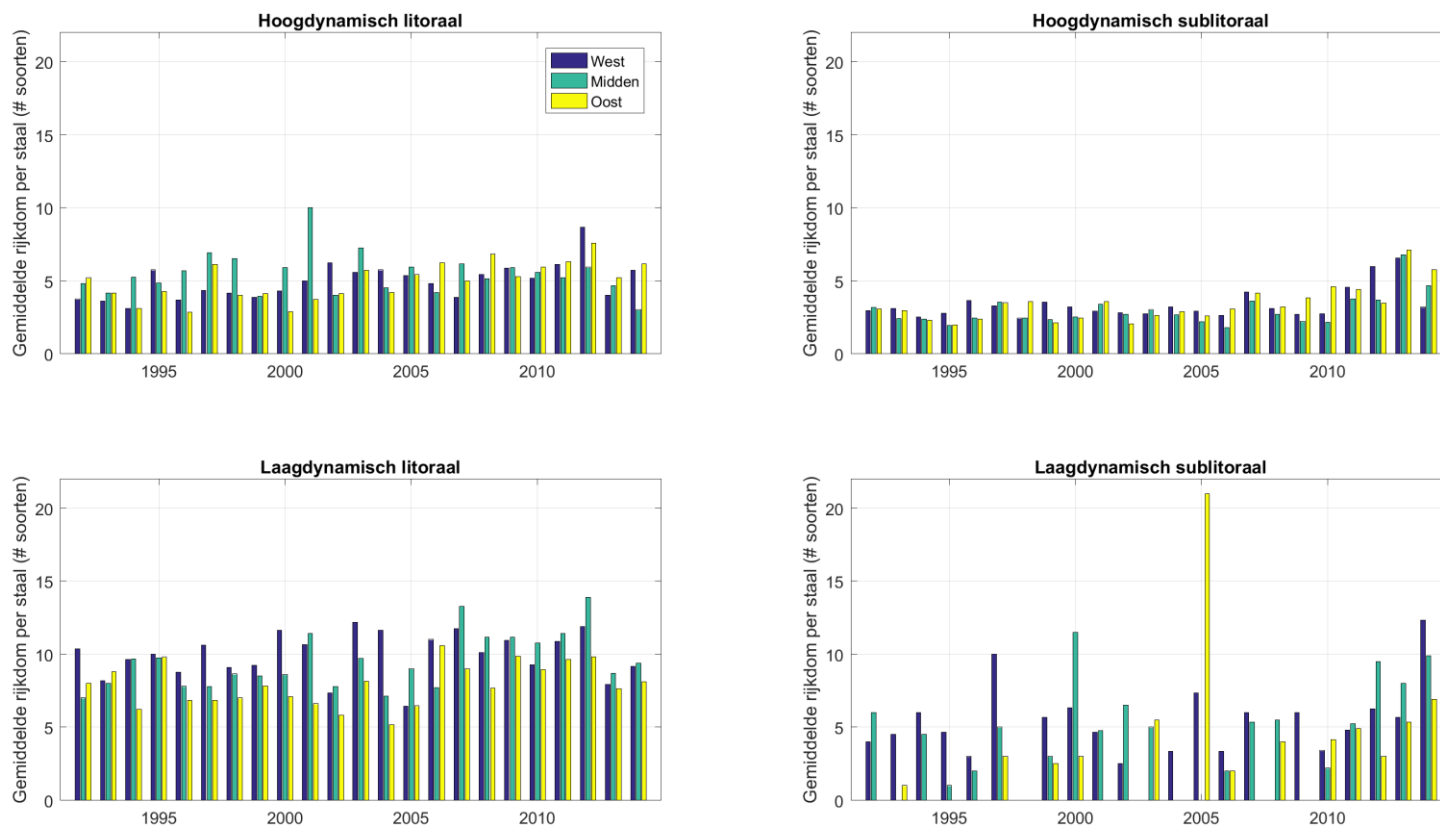 Hoogdynamisch litoraal
Gemiddelde rijkdom per staal (# soorten)
20
15
10
5
0
1995 2000 2005 2010
West
Midden
Oost
Hoogdynamisch sublitoraal
Gemiddelde rijkdom per staal (# soorten)
20
15
10
5
0
1995 2000 2005 2010
Laagdynamisch litoraal
Gemiddelde rijkdom per staal (# soorten)
20
15
10
5
0
1995 2000 2005 2010
Laagdynamisch sublitoraal
Gemiddelde rijkdom per staal (# soorten)
20
15
10
5
0
1995 2000 2005 2010